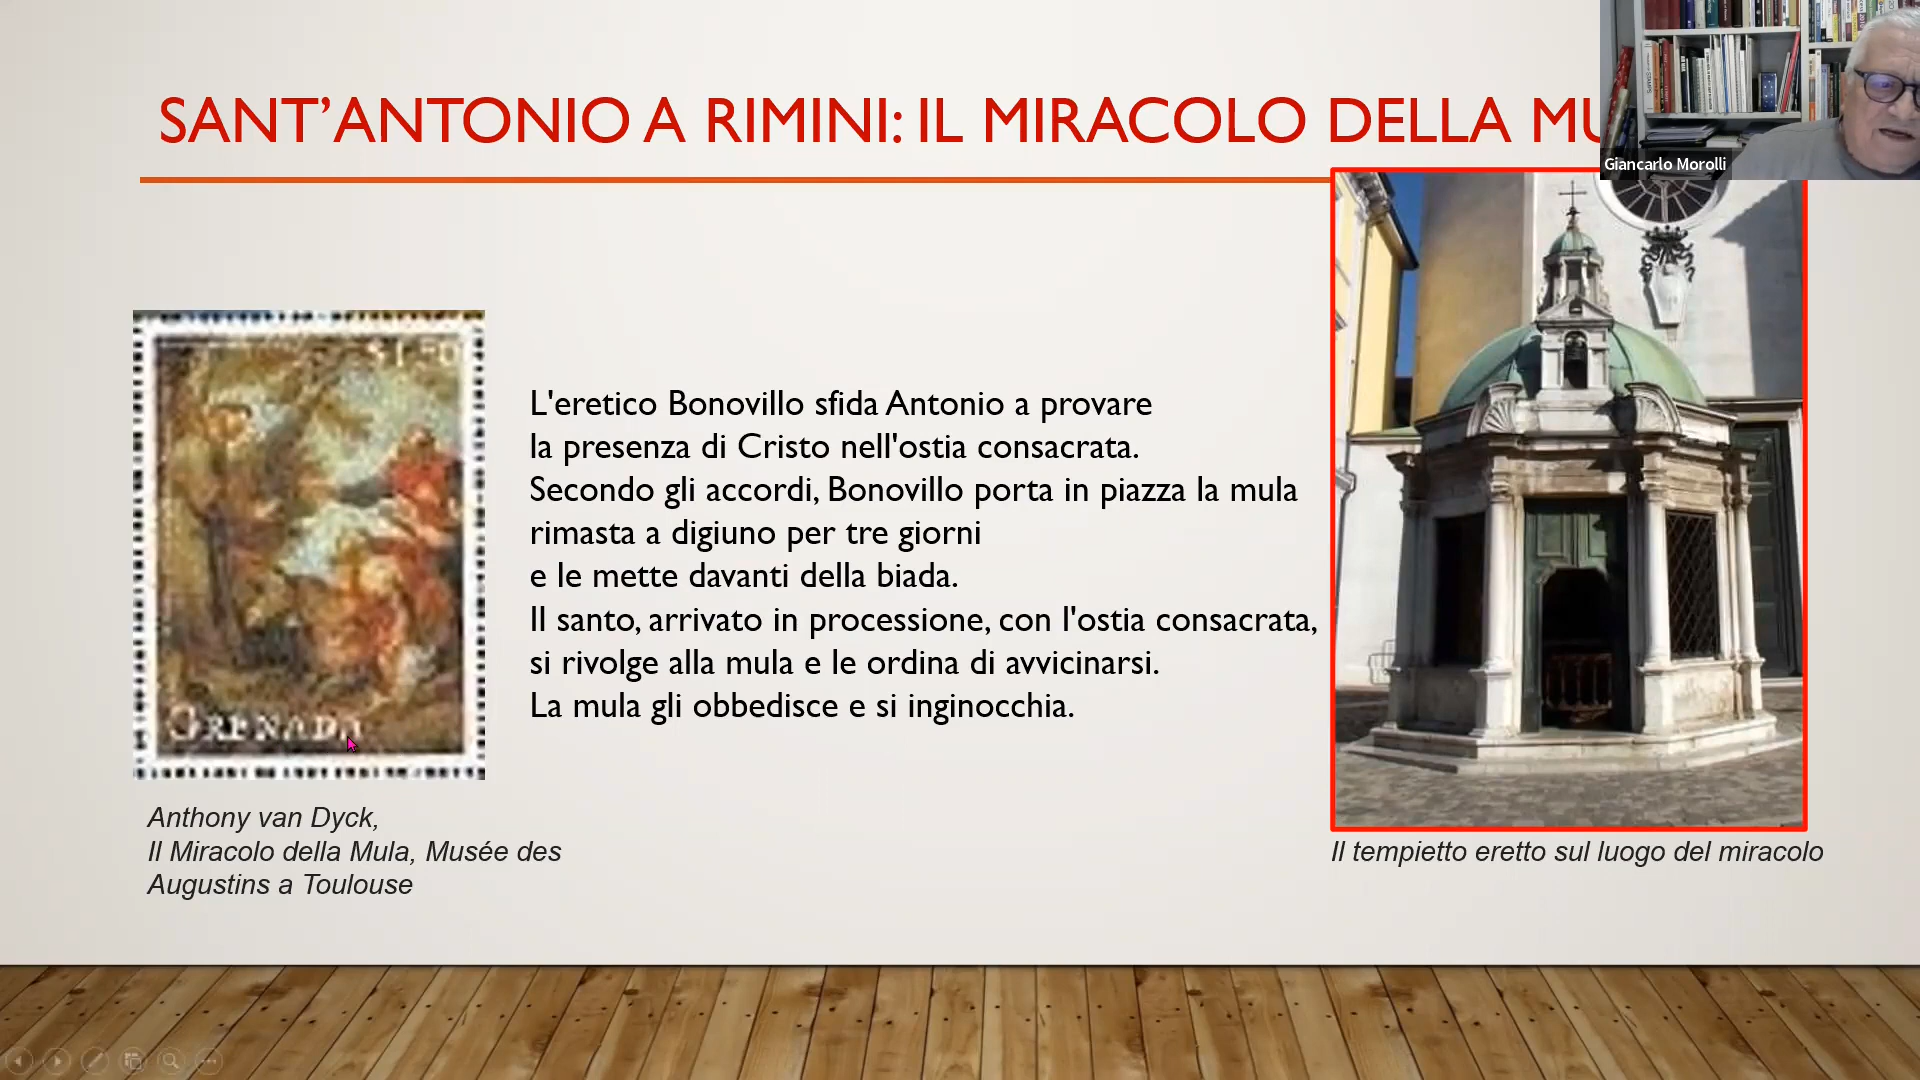 SANT’ANTONIO A RIMINI: IL MIRACOLO DELLA MU
Giancarlo Morolli
GRENADA
L'eretico Bonovillo sfida Antonio a provare
la presenza di Cristo nell'ostia consacrata.
Secondo gli accordi, Bonovillo porta in piazza la mula
rimasta a digiuno per tre giorni
e le mette davanti della biada.
Il santo, arrivato in processione, con l'ostia consacrata,
si rivolge alla mula e le ordina di avvicinarsi.
La mula gli obbedisce e si inginocchia.
Anthony van Dyck,
Il Miracolo della Mula, Musée des
Augustins a Toulouse
Il tempietto eretto sul luogo del miracolo